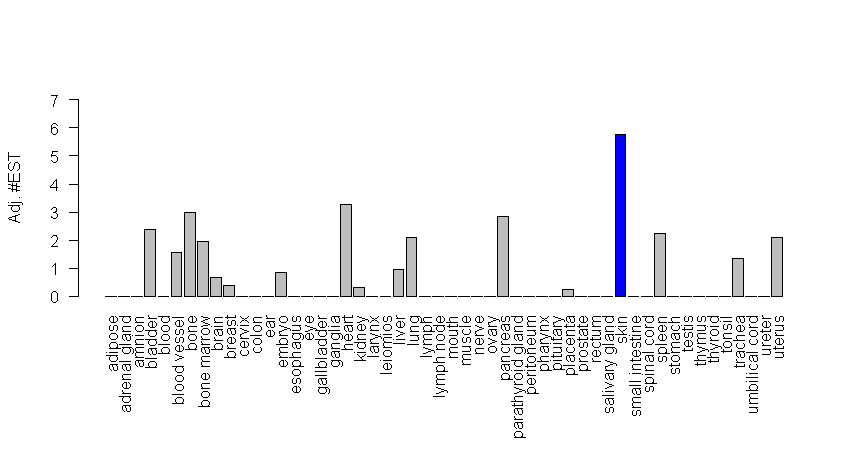 Adj. #EST
7
6
5
4
3
2
1
0
adipose
adrenal gland
amnion
bladder
blood
blood vessel
bone
bone marrow
brain
breast
cervix
colon
ear
embryo
esophagus
eye
gallbladder
ganglia
heart
kidney
larynx
leiomios
liver
lung
lymph
lymph node
mouth
muscle
nerve
ovary
pancreas
parathyroid gland
peritoneum
pharynx
pituitary
placenta
prostate
rectum
salivary gland
skin
small intestine
spinal cord
spleen
stomach
testis
thymus
thyroid
tonsil
trachea
umbilical cord
ureter
uterus